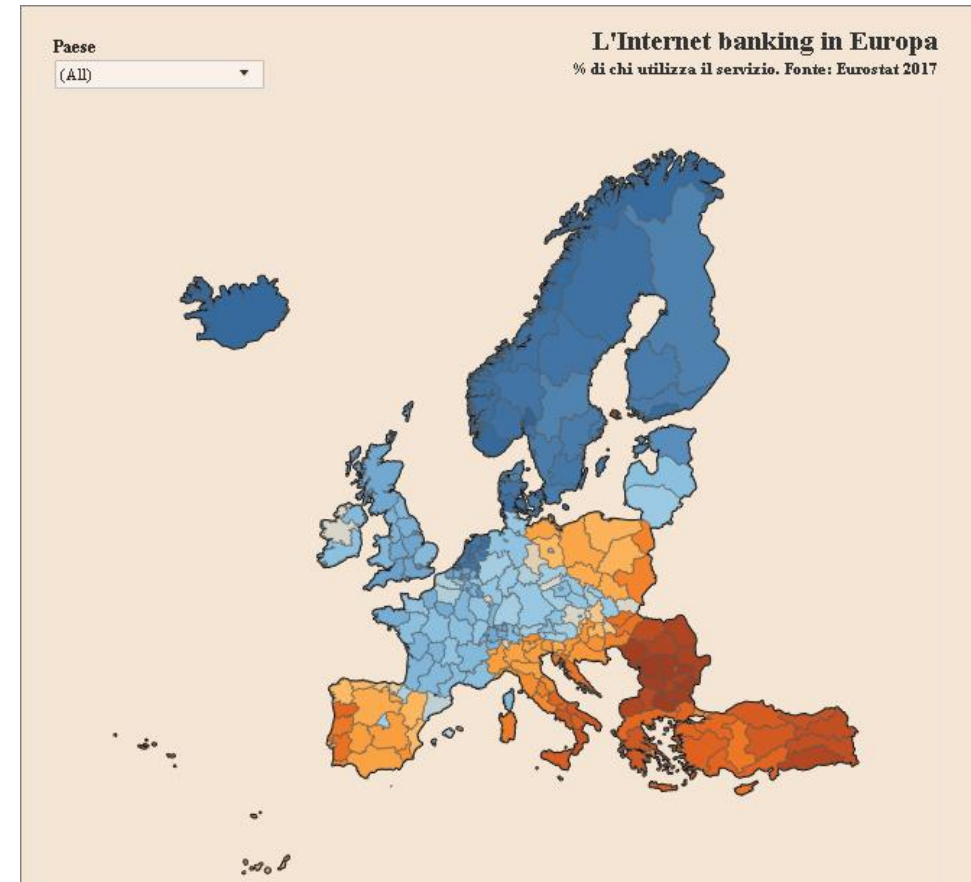 L'Internet banking in Europa
% di chi utilizza il servizio. Fonte: Eurostat 2017
Paese
(All)